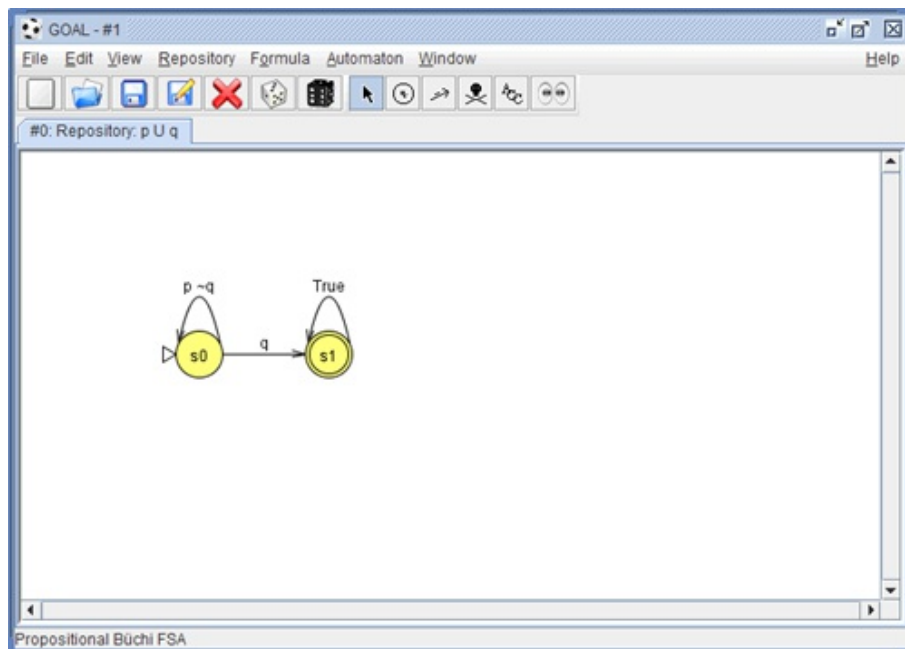 GOAL - #1
File Edit View Repository Formula Automaton Window Help
#0: Repository: p U q
p ~q True
s0 q s1
Propositional Büchi FSA